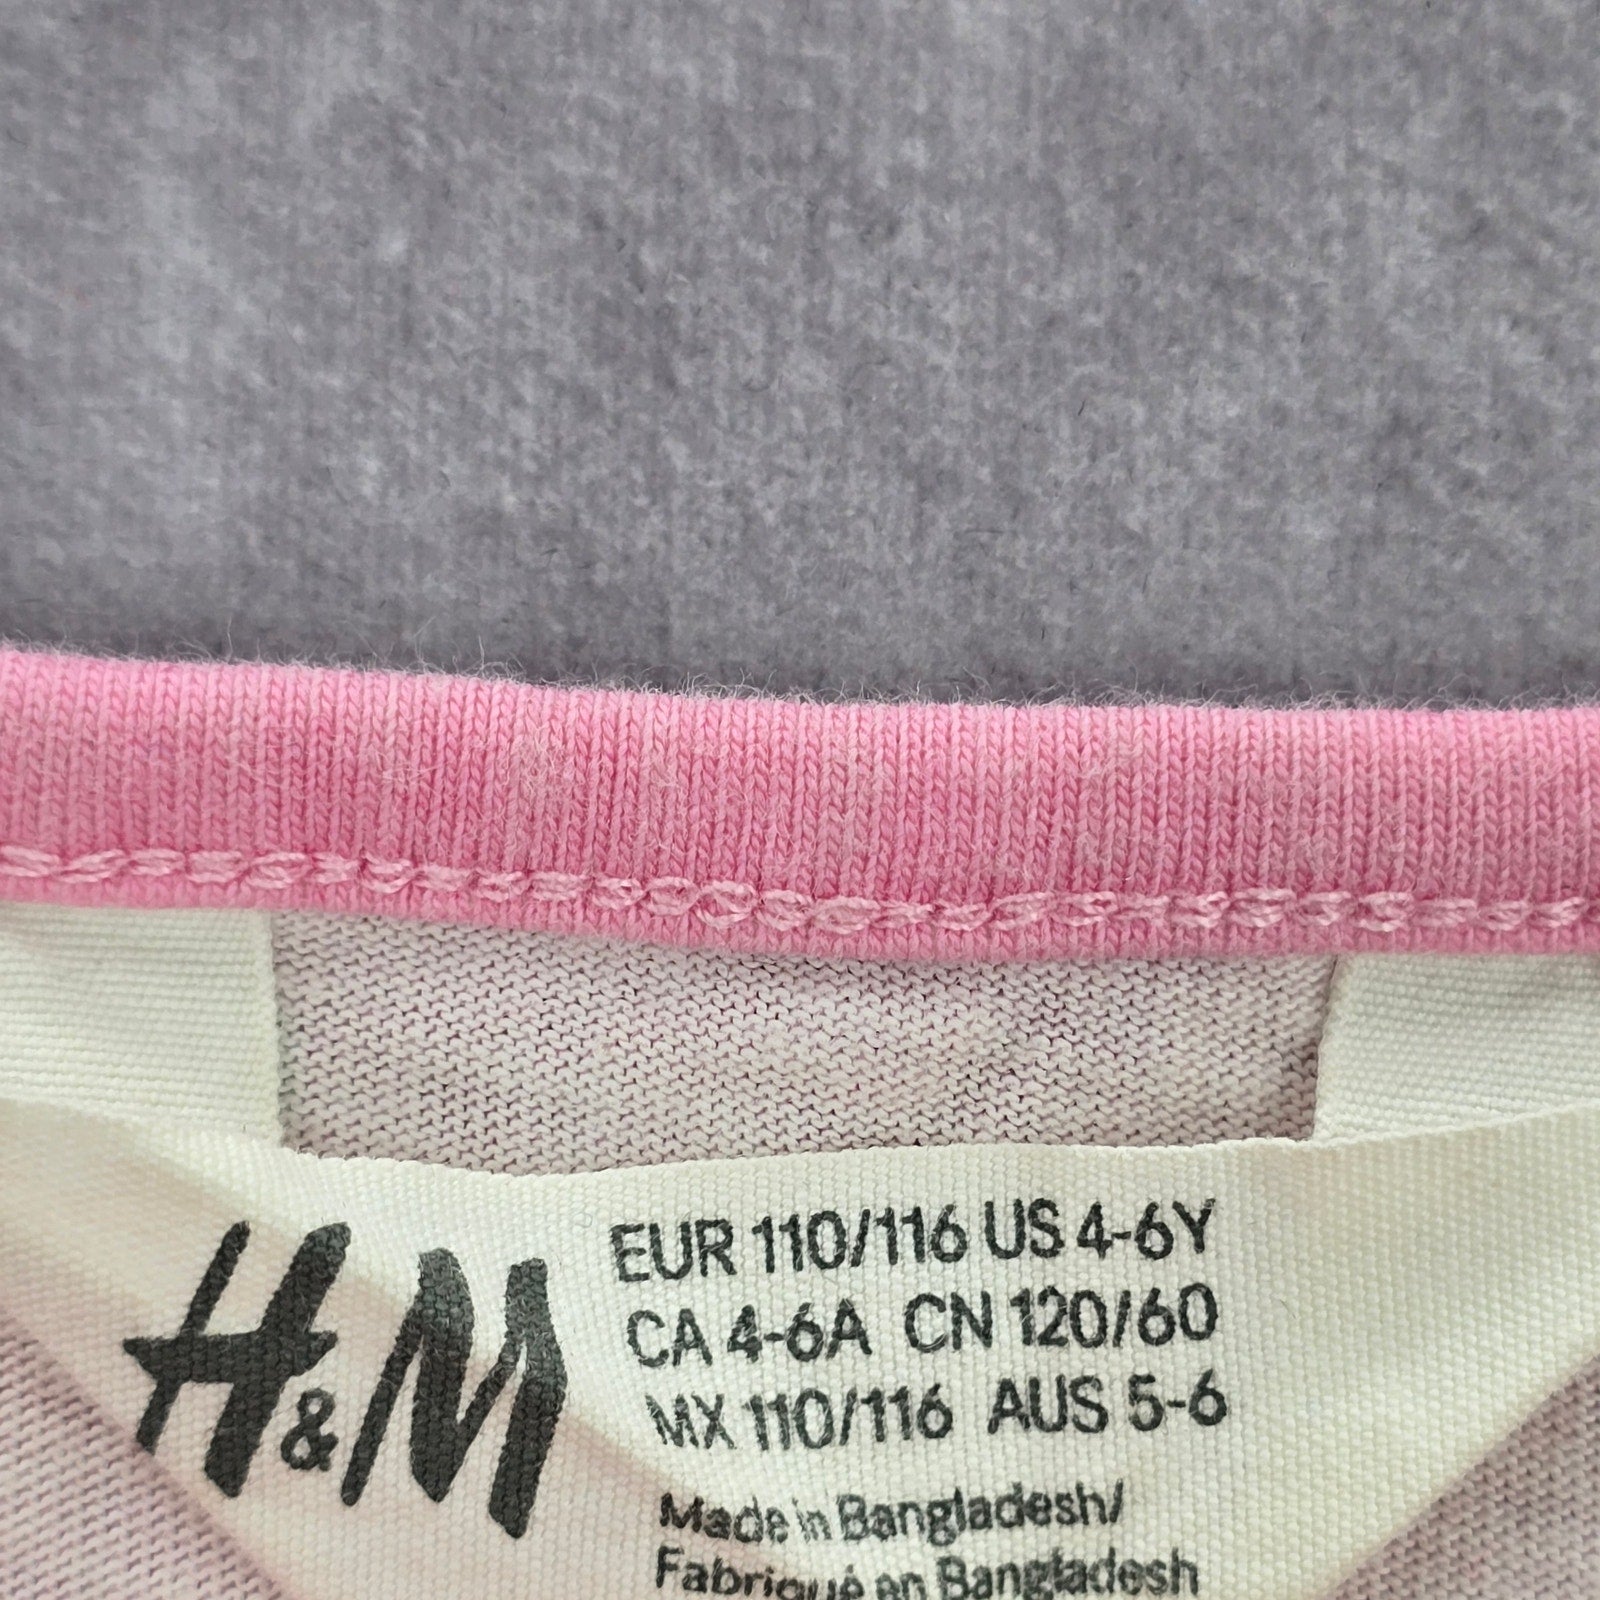 H&M
EUR 110/116 US 4-6Y
CA 4-6A CN 120/60
MX 110/116 AUS 5-6
Made in Bangladesh/
Fabriqué en Bangladesh